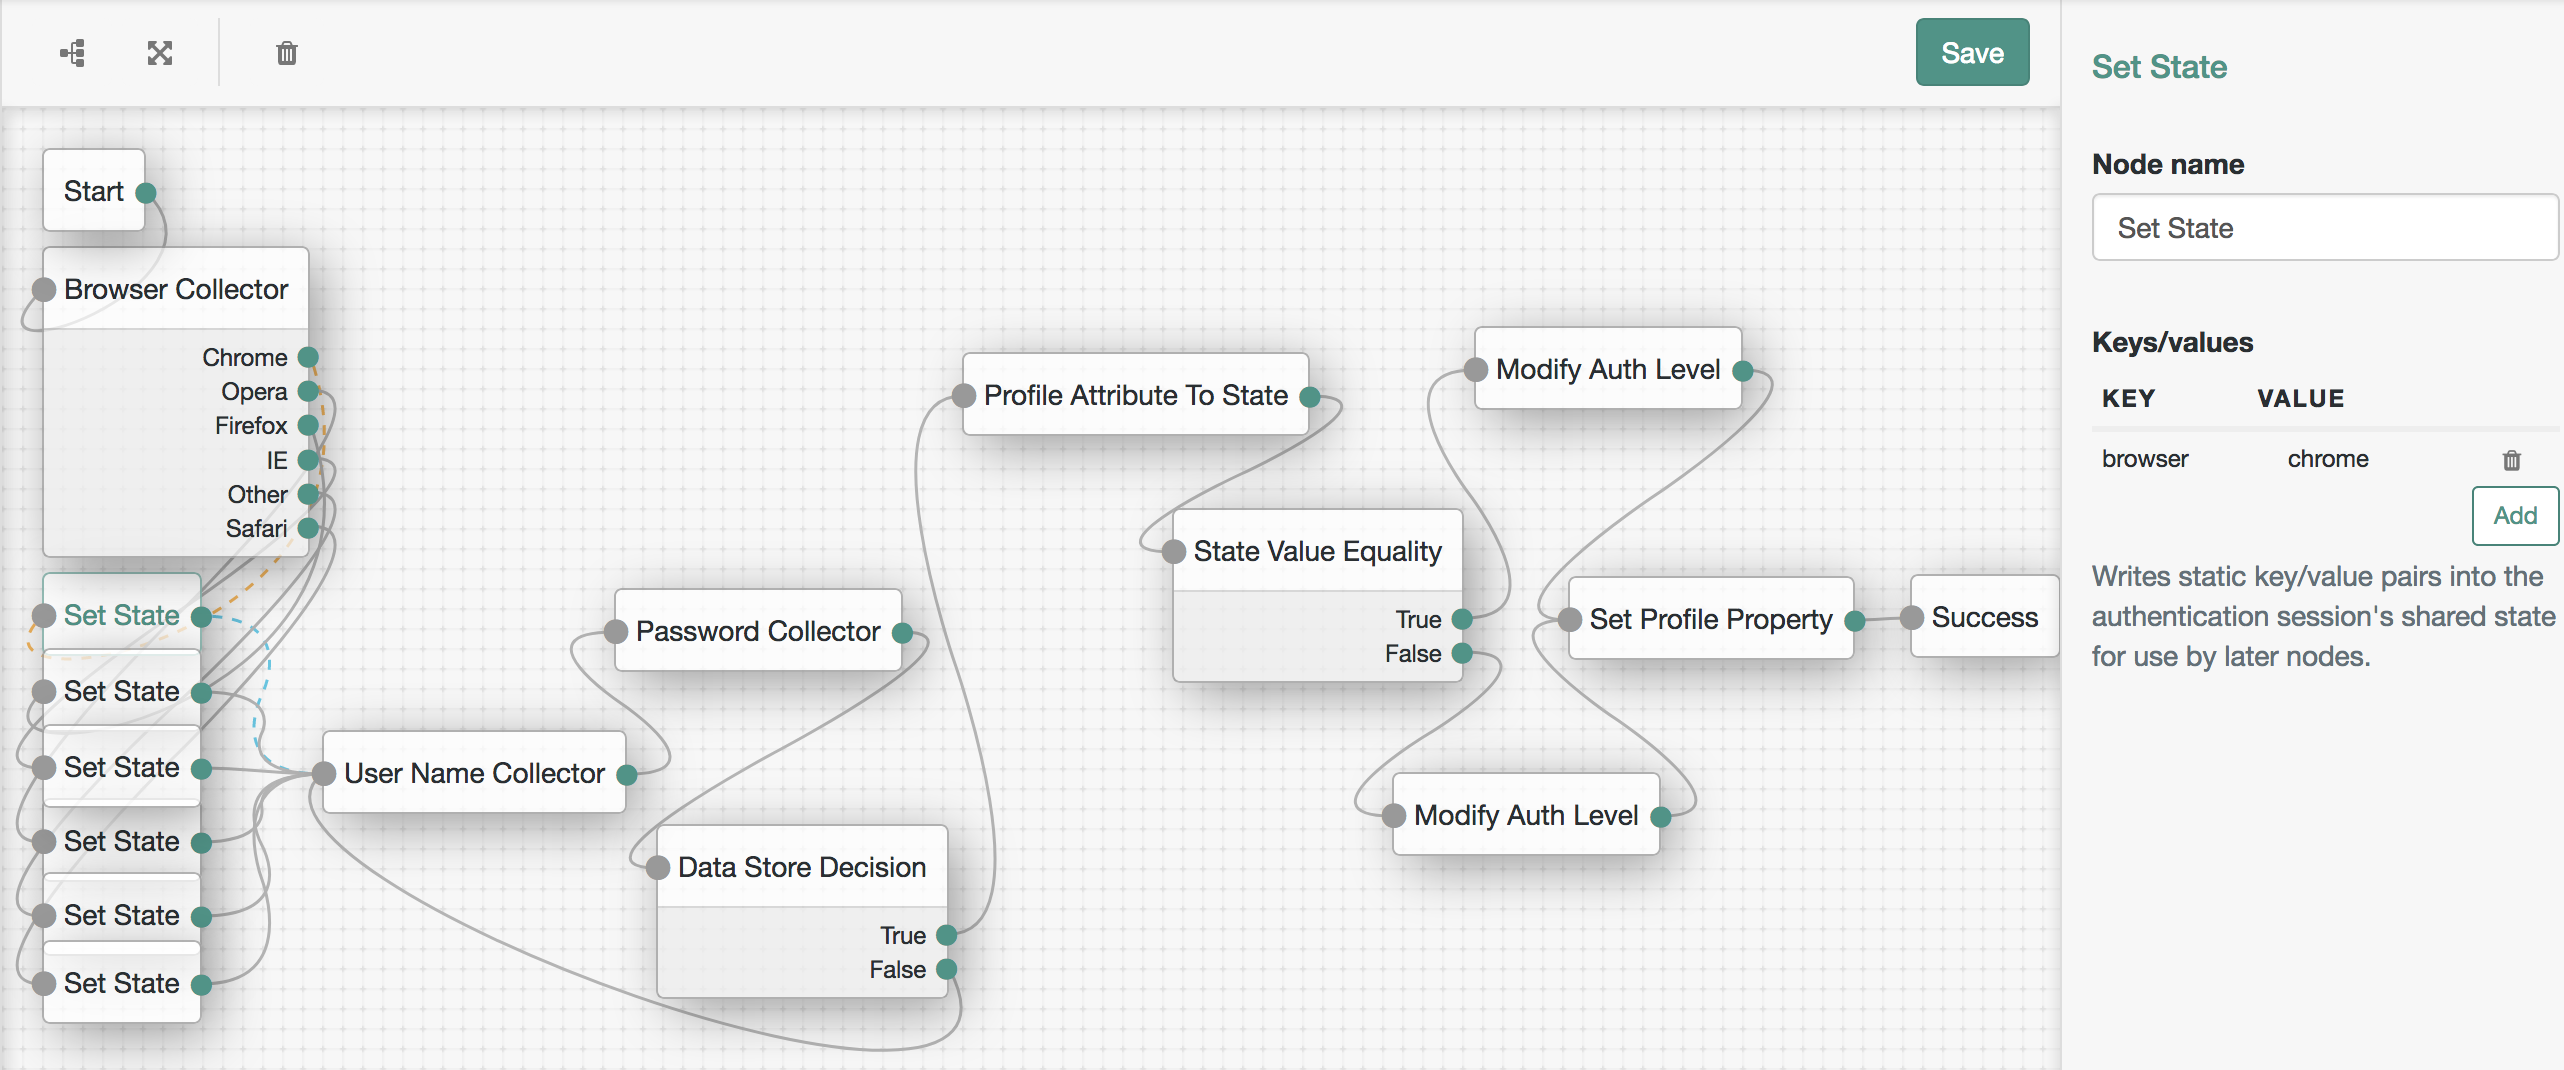 Save
Start
Browser Collector
Chrome
Opera
Firefox
IE
Other
Safari
Set State
Set State
Set State
Set State
Set State
Set State
User Name Collector
Password Collector
Data Store Decision
True
False
Profile Attribute To State
State Value Equality
True
False
Modify Auth Level
Modify Auth Level
Set Profile Property
Success
Set State
Node name
Set State
Keys/values
KEY VALUE
browser chrome
Add
Writes static key/value pairs into the
authentication session's shared state
for use by later nodes.